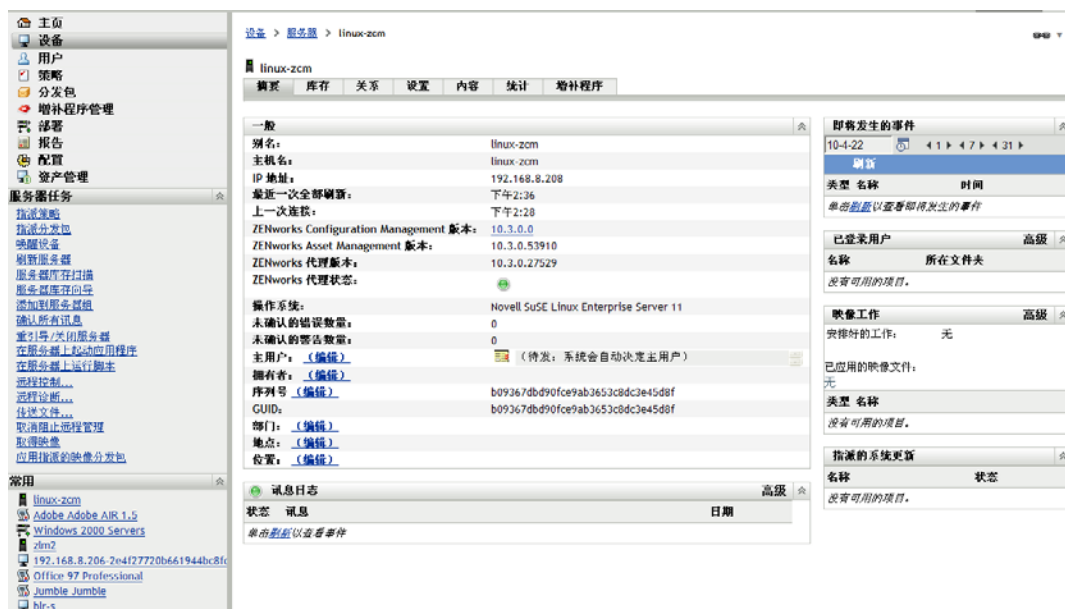 主页
设备
用户
策略
分发包
增补程序管理
部署
报告
配置
资产管理
服务器任务
指派策略
指派分发包
唤醒设备
刷新服务器
服务器库存扫描
服务器库存向导
添加到服务器组
确认所有讯息
重引导/关闭服务器
在服务器上起动应用程序
在服务器上运行脚本
远程控制...
远程诊断...
传送文件...
取消阻止远程管理
取得映像
应用指派的映像分发包
常用
linux-zcm
Adobe Adobe AIR 1.5
Windows 2000 Servers
zlm2
192.168.8.206-2e4f27720b661944bc8fc
Office 97 Professional
Jumble Jumble
blr-s
设备 > 服务器 > linux-zcm
linux-zcm
摘要 库存 关系 设置 内容 统计 增补程序
一般
别名: linux-zcm
主机名: linux-zcm
IP 地址: 192.168.8.208
最近一次全部刷新: 下午2:36
上一次连接: 下午2:28
ZENworks Configuration Management 版本: 10.3.0.0
ZENworks Asset Management 版本: 10.3.0.53910
ZENworks 代理版本: 10.3.0.27529
ZENworks 代理状态:
操作系统: Novell SuSE Linux Enterprise Server 11
未确认的错误数量: 0
未确认的警告数量: 0
主用户: (编辑) (待发: 系统会自动决定主用户)
拥有者: (编辑)
序列号 (编辑) b09367dbd90fce9ab3653c8dc3e45d8f
GUID: b09367dbd90fce9ab3653c8dc3e45d8f
部门: (编辑)
地点: (编辑)
位置: (编辑)
讯息日志 高级
状态 讯息 日期
单击刷新以查看事件
即将发生的事件
10-4-22 1 7 31
刷新
类型 名称 时间
单击刷新以查看即将发生的事件
已登录用户 高级
名称 所在文件夹
没有可用的项目。
映像工作 高级
安排好的工作: 无
已应用的映像文件:
无
类型 名称
没有可用的项目。
指派的系统更新
名称 状态
没有可用的项目。